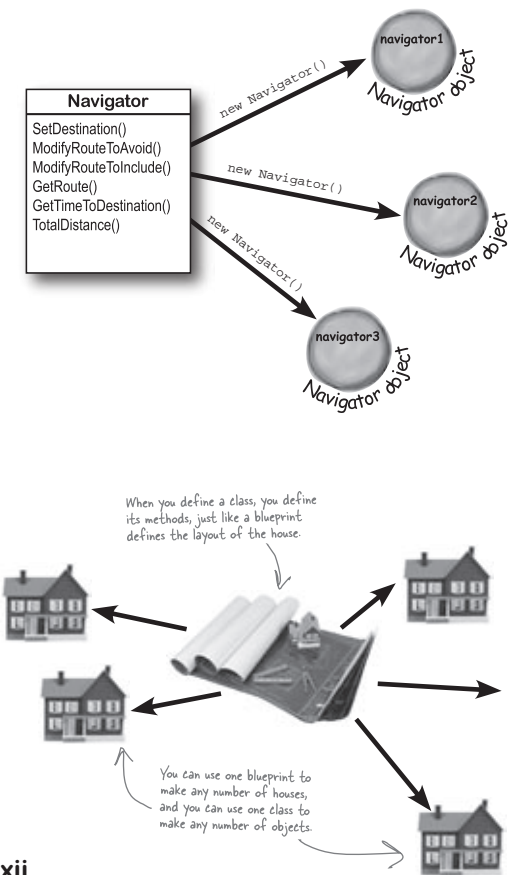 navigator1
Navigator object
new Navigator()
Navigator
SetDestination()
ModifyRouteToAvoid()
ModifyRouteToInclude()
GetRoute()
GetTimeToDestination()
TotalDistance()
new Navigator()
navigator2
Navigator object
new Navigator()
navigator3
Navigator object
When you define a class, you define
its methods, just like a blueprint
defines the layout of the house.
You can use one blueprint to
make any number of houses,
and you can use one class to
make any number of objects.
xii